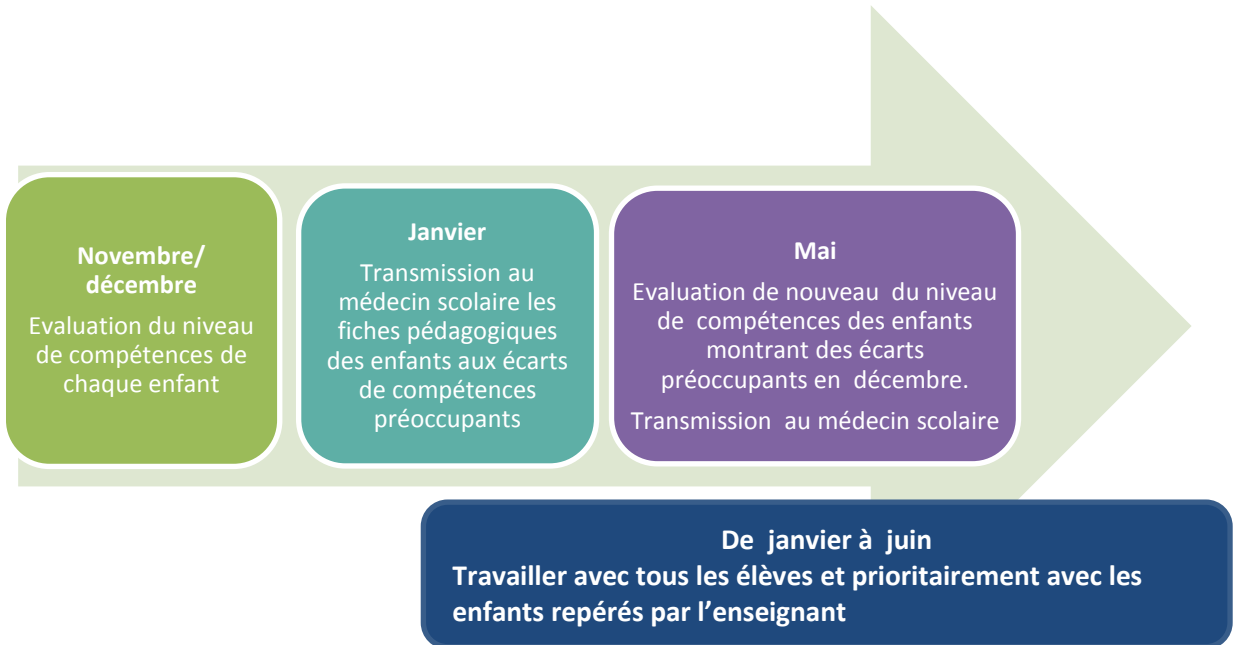 Novembre/
décembre
Evaluation du niveau
de compétences de
chaque enfant
Janvier
Transmission au
médecin scolaire les
fiches pédagogiques
des enfants aux écarts
de compétences
préoccupants
Mai
Evaluation de nouveau du niveau
de compétences des enfants
montrant des écarts
préoccupants en décembre.
Transmission au médecin scolaire
De janvier à juin
Travailler avec tous les élèves et prioritairement avec les
enfants repérés par l’enseignant